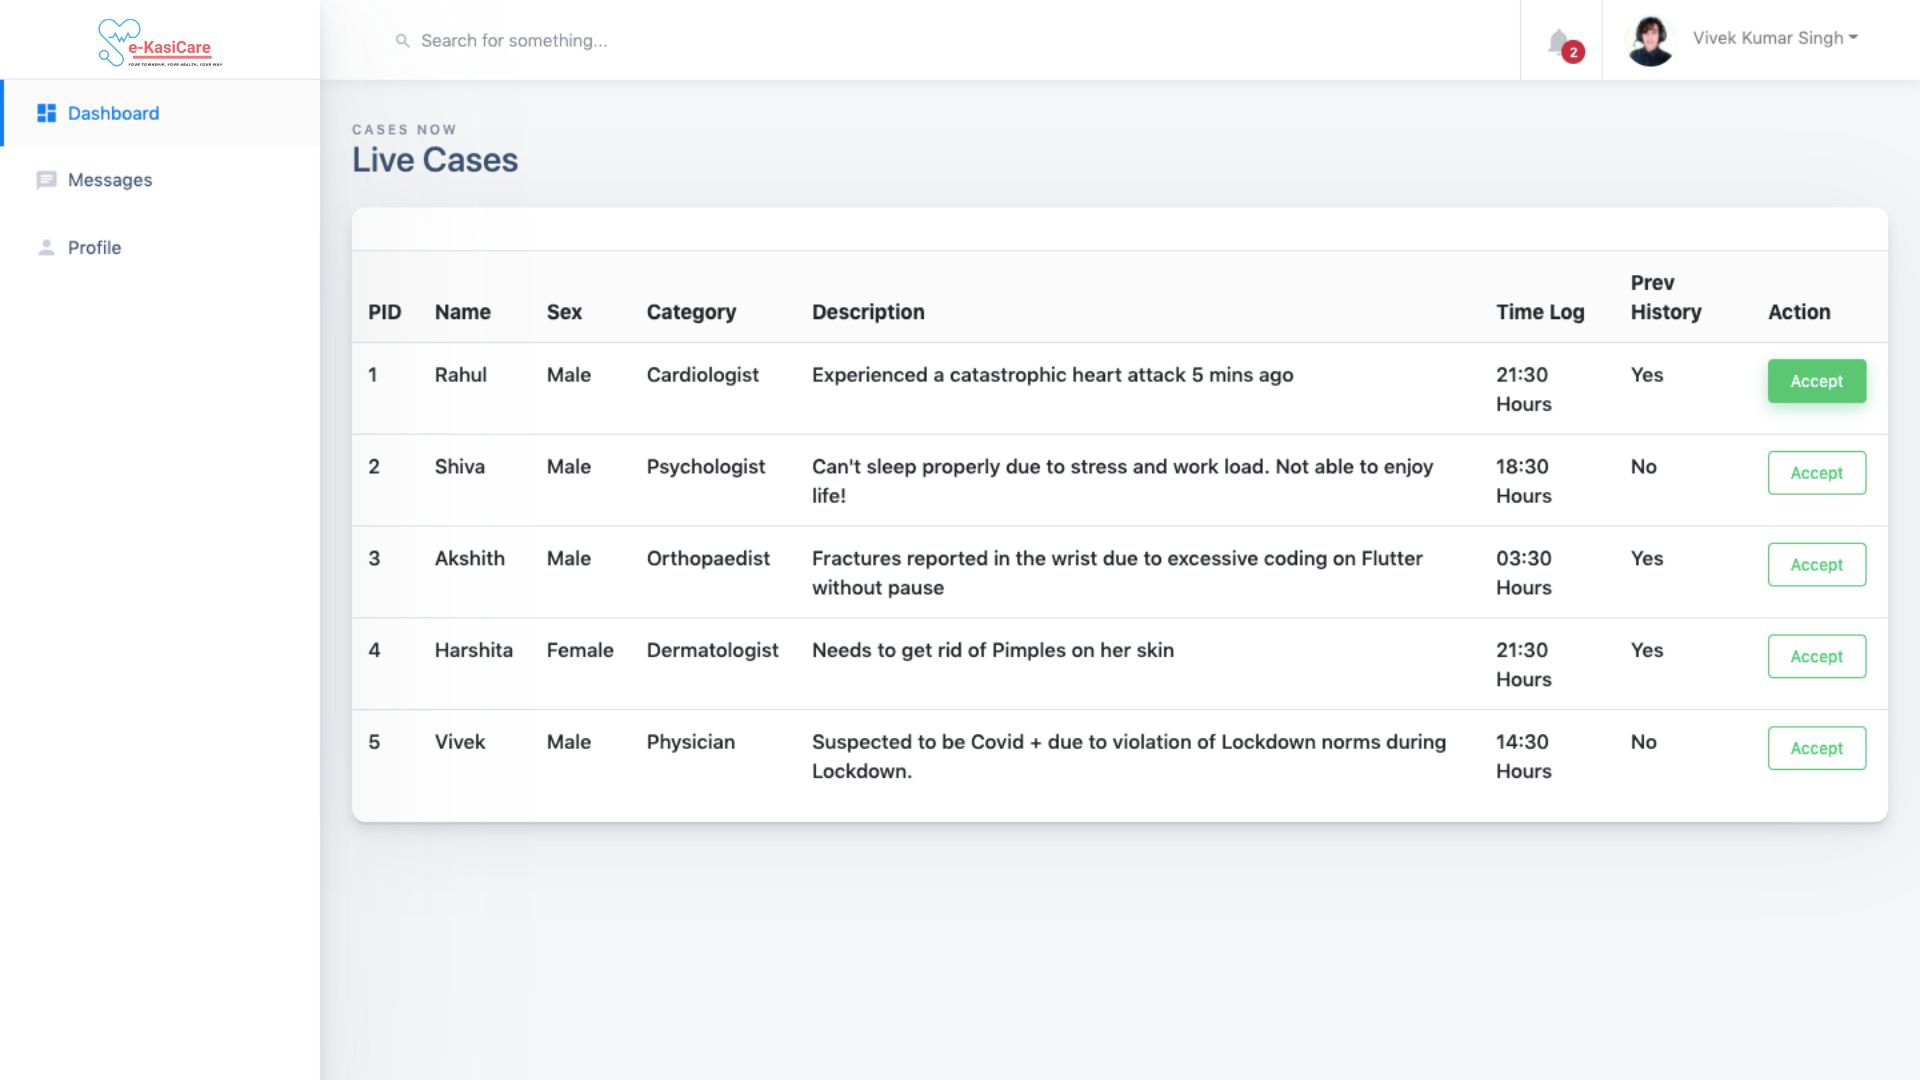 e-KasiCare
YOUR TOWNSHIP, YOUR HEALTH, YOUR WAY
Search for something...
2
Vivek Kumar Singh
Dashboard
Messages
Profile
CASES NOW
Live Cases
PID Name Sex Category Description Time Log Prev History Action
1 Rahul Male Cardiologist Experienced a catastrophic heart attack 5 mins ago 21:30 Hours Yes Accept
2 Shiva Male Psychologist Can't sleep properly due to stress and work load. Not able to enjoy life! 18:30 Hours No Accept
3 Akshith Male Orthopaedist Fractures reported in the wrist due to excessive coding on Flutter without pause 03:30 Hours Yes Accept
4 Harshita Female Dermatologist Needs to get rid of Pimples on her skin 21:30 Hours Yes Accept
5 Vivek Male Physician Suspected to be Covid + due to violation of Lockdown norms during Lockdown. 14:30 Hours No Accept